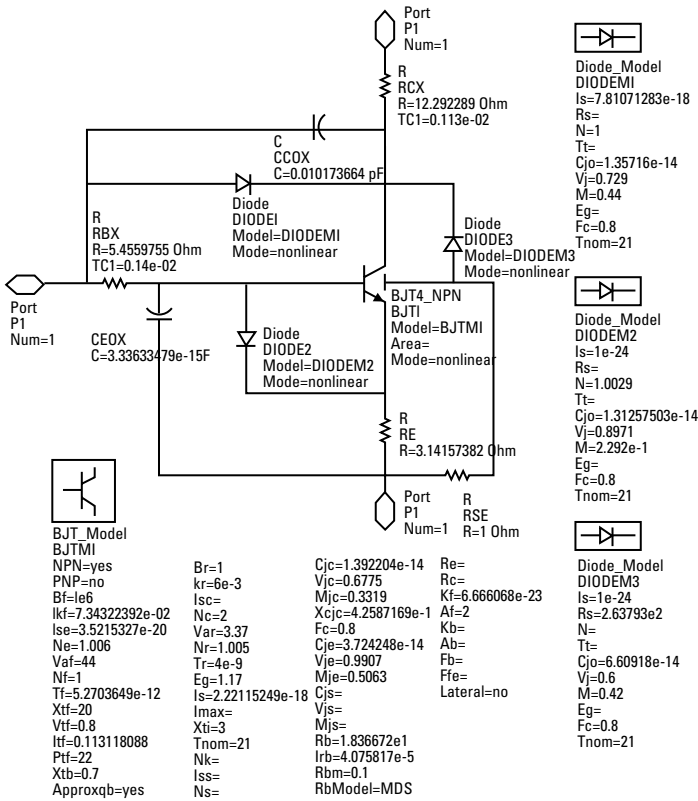 Port
P1
Num=1
R
RCX
R=12.292289 Ohm
TC1=0.113e-02
C
CCOX
C=0.010173664 pF
Diode
DIODEI
Model=DIODEMI
Mode=nonlinear
R
RBX
R=5.4559755 Ohm
TC1=0.14e-02
Port
P1
Num=1
CEOX
C=3.33633479e-15F
Diode
DIODE2
Model=DIODEM2
Mode=nonlinear
Diode
DIODE3
Model=DIODEM3
Mode=nonlinear
BJT4_NPN
BJTI
Model=BJTMI
Area=
Mode=nonlinear
R
RE
R=3.14157382 Ohm
Port
P1
Num=1
R
RSE
R=1 Ohm
Diode_Model
DIODEMI
Is=7.81071283e-18
Rs=
N=1
Tt=
Cjo=1.35716e-14
Vj=0.729
M=0.44
Eg=
Fc=0.8
Tnom=21
Diode_Model
DIODEM2
Is=1e-24
Rs=
N=1.0029
Tt=
Cjo=1.31257503e-14
Vj=0.8971
M=2.292e-1
Eg=
Fc=0.8
Tnom=21
Diode_Model
DIODEM3
Is=1e-24
Rs=2.63793e2
N=
Tt=
Cjo=6.60918e-14
Vj=0.6
M=0.42
Eg=
Fc=0.8
Tnom=21
BJT_Model
BJTMI
NPN=yes
PNP=no
Bf=le6
Ikf=7.34322392e-02
Ise=3.5215327e-20
Ne=1.006
Vaf=44
Nf=1
Tf=5.2703649e-12
Xtf=20
Vtf=0.8
Itf=0.113118088
Ptf=22
Xtb=0.7
Approxqb=yes
Br=1
kr=6e-3
Isc=
Nc=2
Var=3.37
Nr=1.005
Tr=4e-9
Eg=1.17
Is=2.22115249e-18
Imax=
Xti=3
Tnom=21
Nk=
Iss=
Ns=
Cjc=1.392204e-14
Vjc=0.6775
Mjc=0.3319
Xcjc=4.2587169e-1
Fc=0.8
Cje=3.724248e-14
Vje=0.9907
Mje=0.5063
Cjs=
Vjs=
Mjs=
Rb=1.836672e1
Irb=4.075817e-5
Rbm=0.1
RbModel=MDS
Re=
Rc=
Kf=6.666068e-23
Af=2
Kb=
Ab=
Fb=
Ffe=
Lateral=no